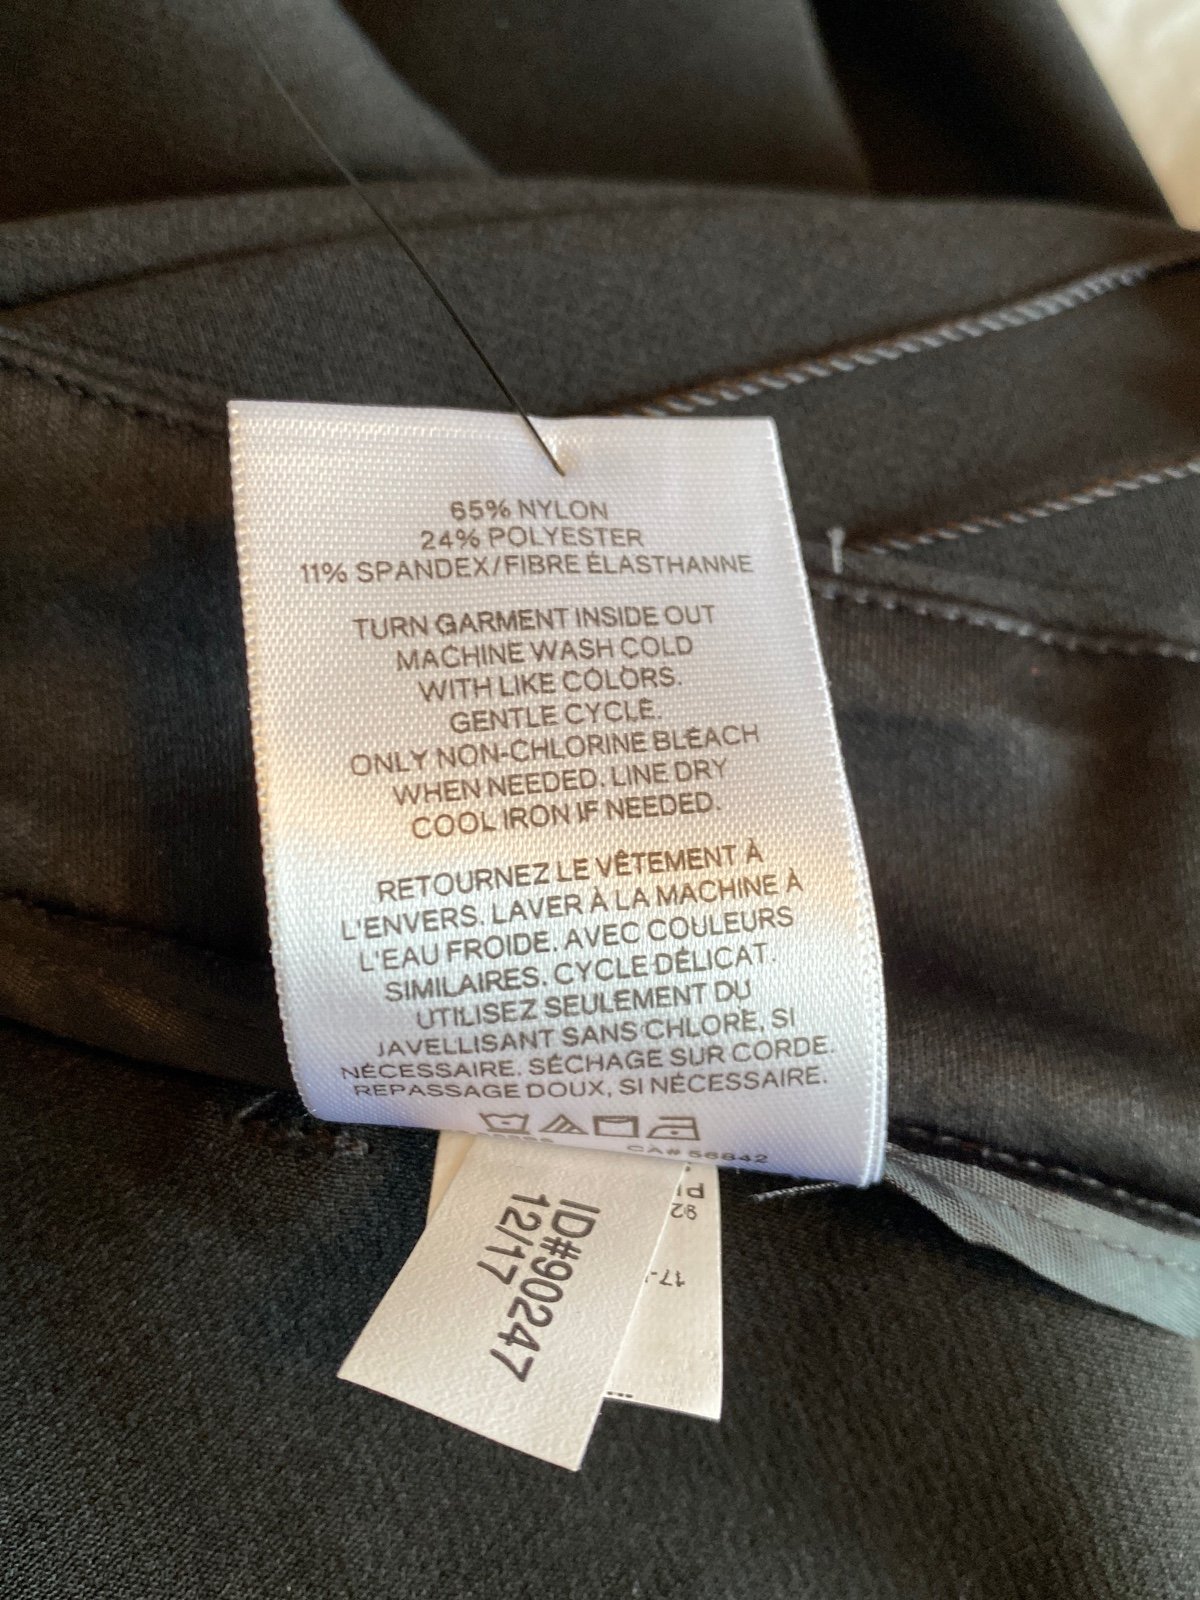 65% NYLON
24% POLYESTER
11% SPANDEX/FIBRE ÉLASTHANNE
TURN GARMENT INSIDE OUT
MACHINE WASH COLD
WITH LIKE COLORS.
GENTLE CYCLE.
ONLY NON-CHLORINE BLEACH
WHEN NEEDED. LINE DRY
COOL IRON IF NEEDED.
RETOURNEZ LE VÊTEMENT À
L'ENVERS. LAVER À LA MACHINE À
L'EAU FROIDE. AVEC COULEURS
SIMILAIRES. CYCLE DÉLICAT.
UTILISEZ SEULEMENT DU
JAVELLISANT SANS CHLORE, SI
NÉCESSAIRE. SÉCHAGE SUR CORDE.
REPASSAGE DOUX, SI NÉCESSAIRE.
CA# 56842
ID#90247
12/17